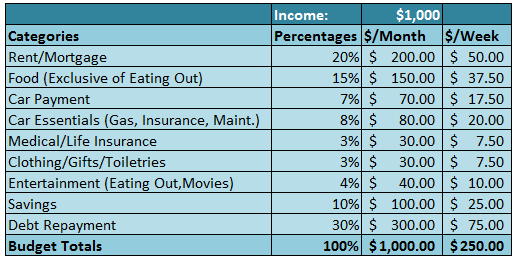 Income: $1,000
Categories Percentages $/Month $/Week
Rent/Mortgage 20% $ 200.00 $ 50.00
Food (Exclusive of Eating Out) 15% $ 150.00 $ 37.50
Car Payment 7% $ 70.00 $ 17.50
Car Essentials (Gas, Insurance, Maint.) 8% $ 80.00 $ 20.00
Medical/Life Insurance 3% $ 30.00 $ 7.50
Clothing/Gifts/Toiletries 3% $ 30.00 $ 7.50
Entertainment (Eating Out,Movies) 4% $ 40.00 $ 10.00
Savings 10% $ 100.00 $ 25.00
Debt Repayment 30% $ 300.00 $ 75.00
Budget Totals 100% $1,000.00 $250.00